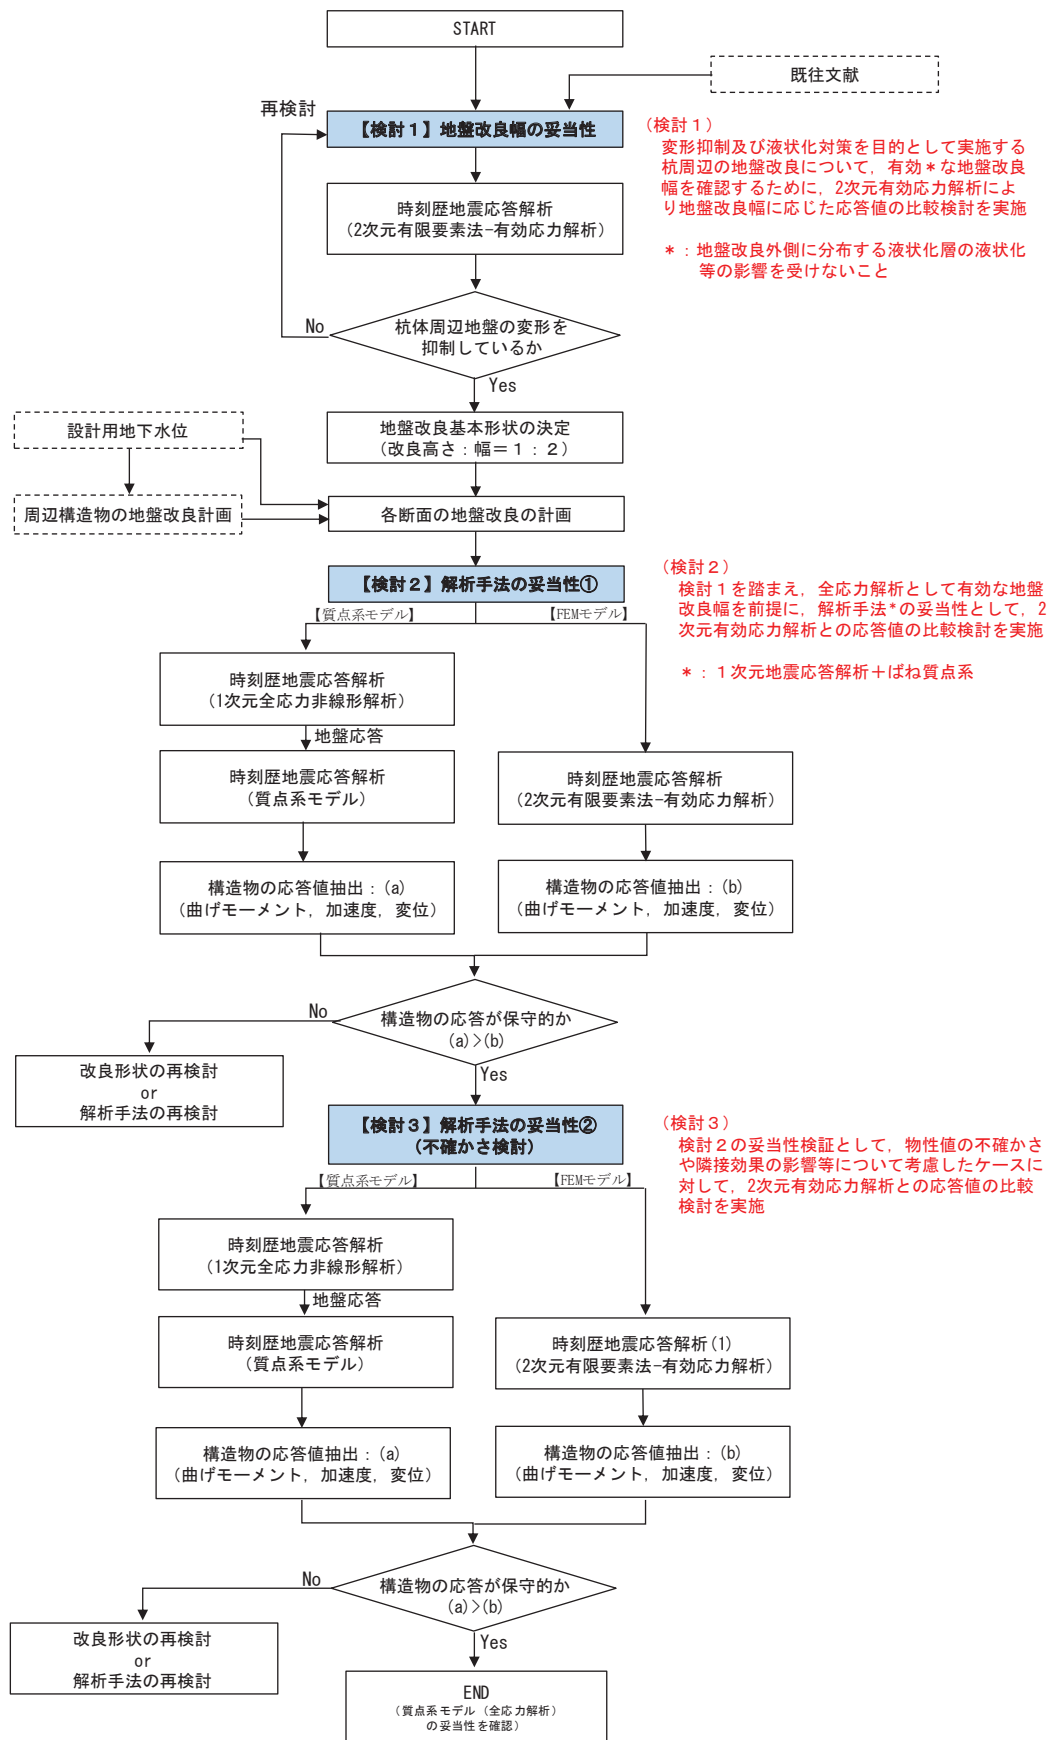 START
既往文献
再検討
【検討１】地盤改良幅の妥当性
（検討１）
変形抑制及び液状化対策を目的として実施する
杭周辺の地盤改良について，有効＊な地盤改良
幅を確認するために，2次元有効応力解析によ
り地盤改良幅に応じた応答値の比較検討を実施
＊：地盤改良外側に分布する液状化層の液状化
等の影響を受けないこと
時刻歴地震応答解析
(2次元有限要素法-有効応力解析)
No
杭体周辺地盤の変形を
抑制しているか
Yes
地盤改良基本形状の決定
(改良高さ：幅＝１：２)
設計用地下水位
周辺構造物の地盤改良計画
各断面の地盤改良の計画
【検討２】解析手法の妥当性①
（検討２）
検討１を踏まえ，全応力解析として有効な地盤
改良幅を前提に，解析手法*の妥当性として，2
次元有効応力解析との応答値の比較検討を実施
＊：１次元地震応答解析＋ばね質点系
【質点系モデル】
【FEMモデル】
時刻歴地震応答解析
(1次元全応力非線形解析)
地盤応答
時刻歴地震応答解析
(質点系モデル)
時刻歴地震応答解析
(2次元有限要素法-有効応力解析)
構造物の応答値抽出：(a)
(曲げモーメント，加速度，変位)
構造物の応答値抽出：(b)
(曲げモーメント，加速度，変位)
No
構造物の応答が保守的か
(a)>(b)
Yes
改良形状の再検討
or
解析手法の再検討
【検討３】解析手法の妥当性②
(不確かさ検討)
（検討３）
検討２の妥当性検証として，物性値の不確かさ
や隣接効果の影響等について考慮したケースに
対して，2次元有効応力解析との応答値の比較
検討を実施
【質点系モデル】
【FEMモデル】
時刻歴地震応答解析
(1次元全応力非線形解析)
地盤応答
時刻歴地震応答解析
(質点系モデル)
時刻歴地震応答解析(1)
(2次元有限要素法-有効応力解析)
構造物の応答値抽出：(a)
(曲げモーメント，加速度，変位)
構造物の応答値抽出：(b)
(曲げモーメント，加速度，変位)
No
構造物の応答が保守的か
(a)>(b)
Yes
改良形状の再検討
or
解析手法の再検討
END
(質点系モデル（全応力解析）
の妥当性を確認)